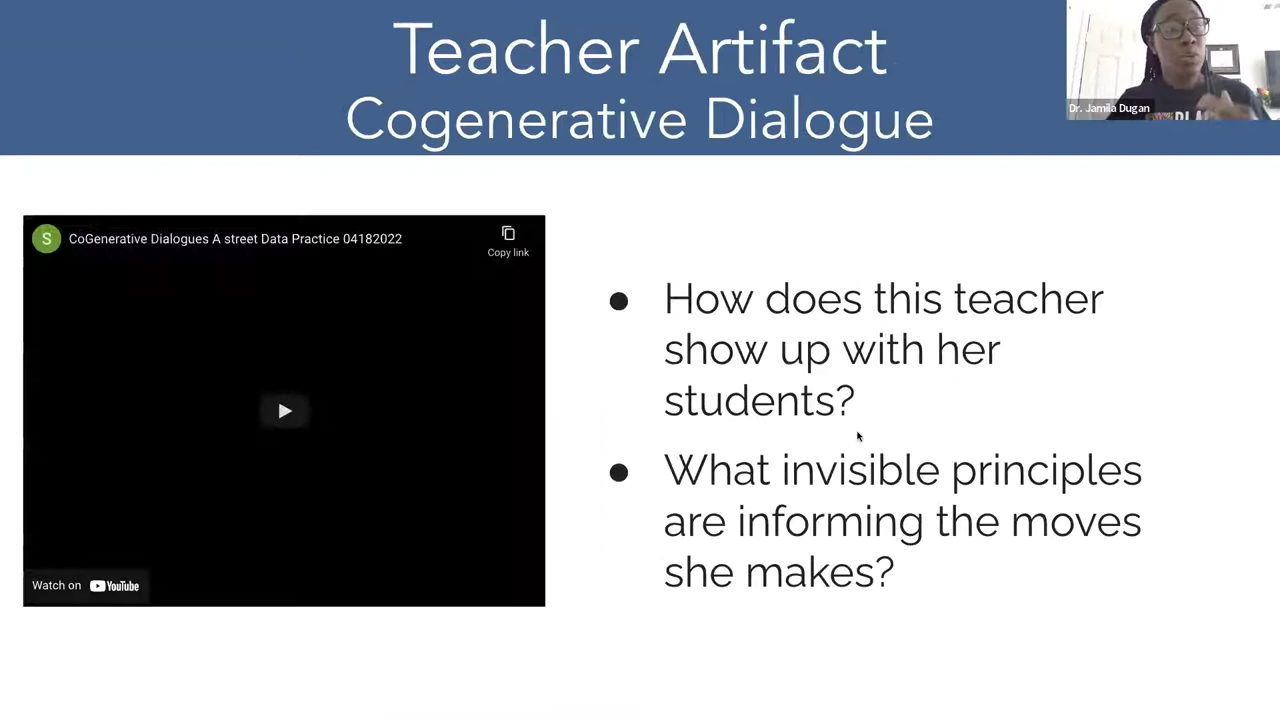 Teacher Artifact
Cogenerative Dialogue
Dr. Jamila Dugan
S
CoGenerative Dialogues A street Data Practice 04182022
Copy link
Watch on YouTube
● How does this teacher
show up with her
students?
● What invisible principles
are informing the moves
she makes?